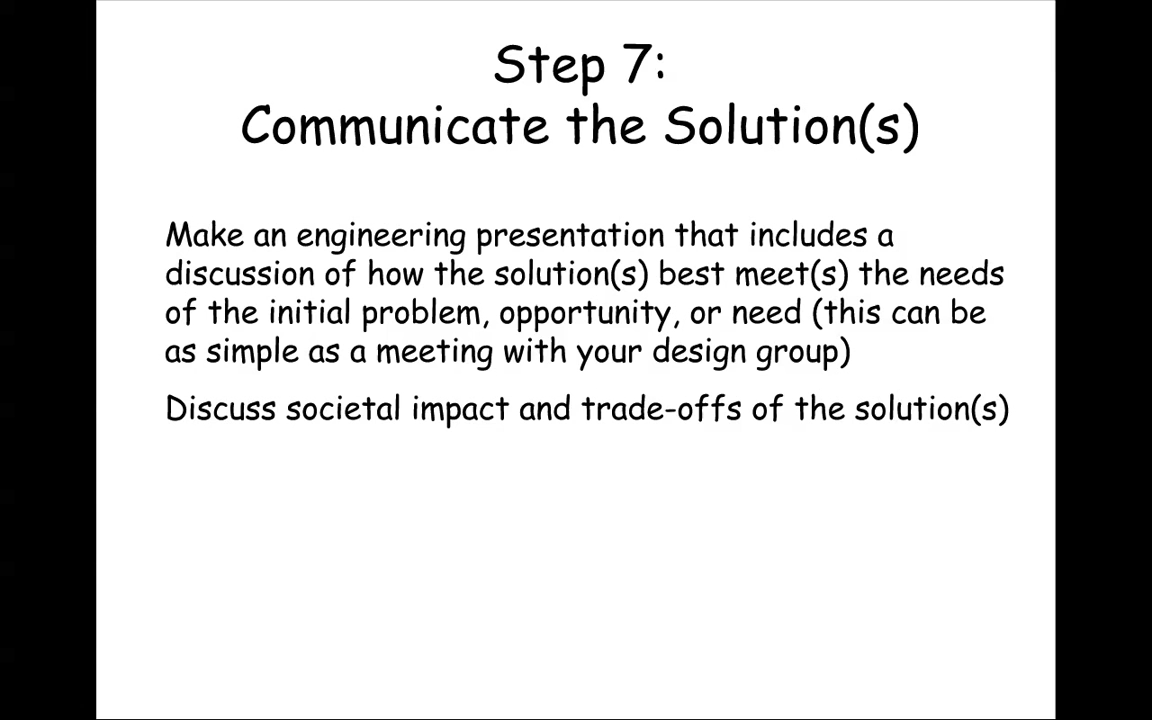 Step 7:
Communicate the Solution(s)
Make an engineering presentation that includes a
discussion of how the solution(s) best meet(s) the needs
of the initial problem, opportunity, or need (this can be
as simple as a meeting with your design group)
Discuss societal impact and trade-offs of the solution(s)